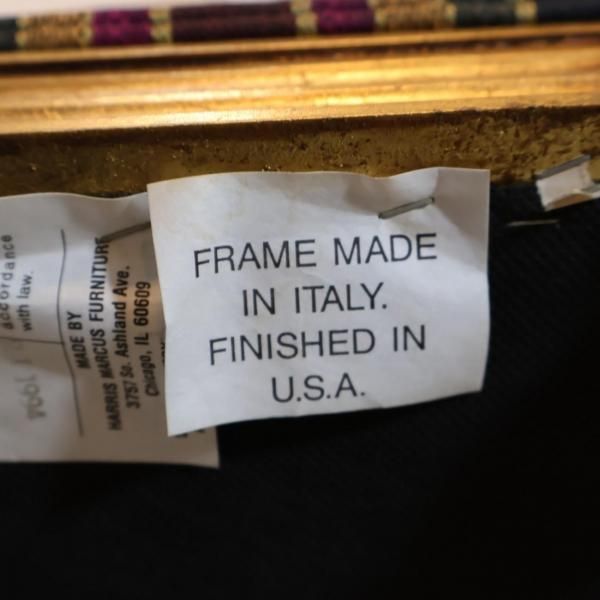 FRAME MADE
IN ITALY.
FINISHED IN
U.S.A.
accordance
with law.
MADE BY
HARRIS MARCUS FURNITURE
3757 So. Ashland Ave.
Chicago, IL 60609